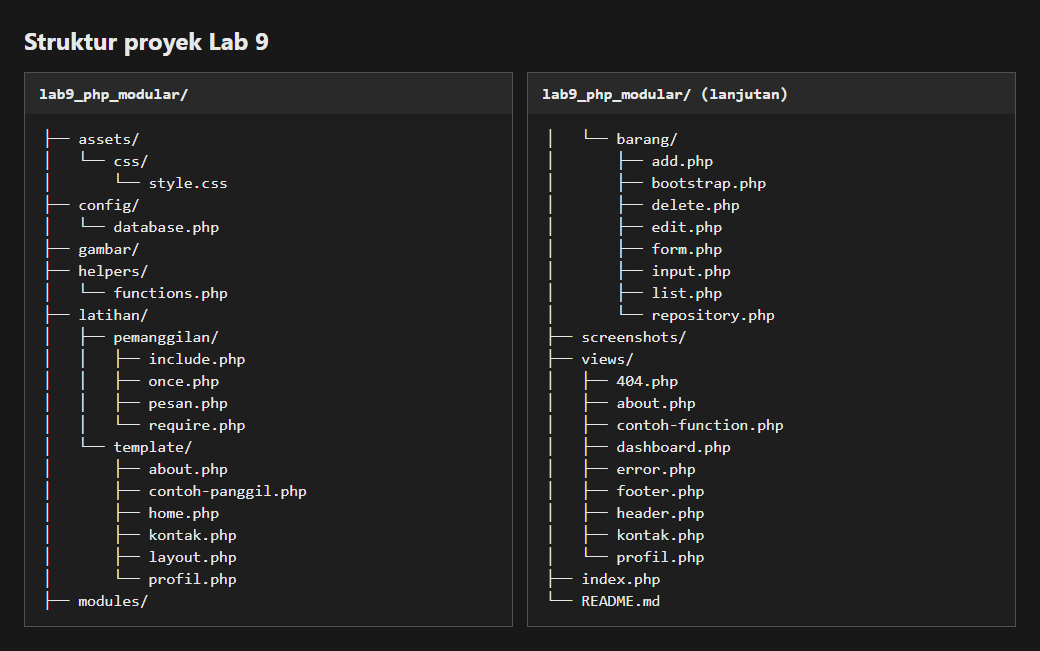 Struktur proyek Lab 9
lab9_php_modular/
├── assets/
│   └── css/
│       └── style.css
├── config/
│   └── database.php
├── gambar/
├── helpers/
│   └── functions.php
├── latihan/
│   ├── pemanggilan/
│   │   ├── include.php
│   │   ├── once.php
│   │   ├── pesan.php
│   │   └── require.php
│   └── template/
│       ├── about.php
│       ├── contoh-panggil.php
│       ├── home.php
│       ├── kontak.php
│       ├── layout.php
│       └── profil.php
├── modules/
lab9_php_modular/ (lanjutan)
│   └── barang/
│       ├── add.php
│       ├── bootstrap.php
│       ├── delete.php
│       ├── edit.php
│       ├── form.php
│       ├── input.php
│       ├── list.php
│       └── repository.php
├── screenshots/
├── views/
│   ├── 404.php
│   ├── about.php
│   ├── contoh-function.php
│   ├── dashboard.php
│   ├── error.php
│   ├── footer.php
│   ├── header.php
│   ├── kontak.php
│   └── profil.php
├── index.php
└── README.md